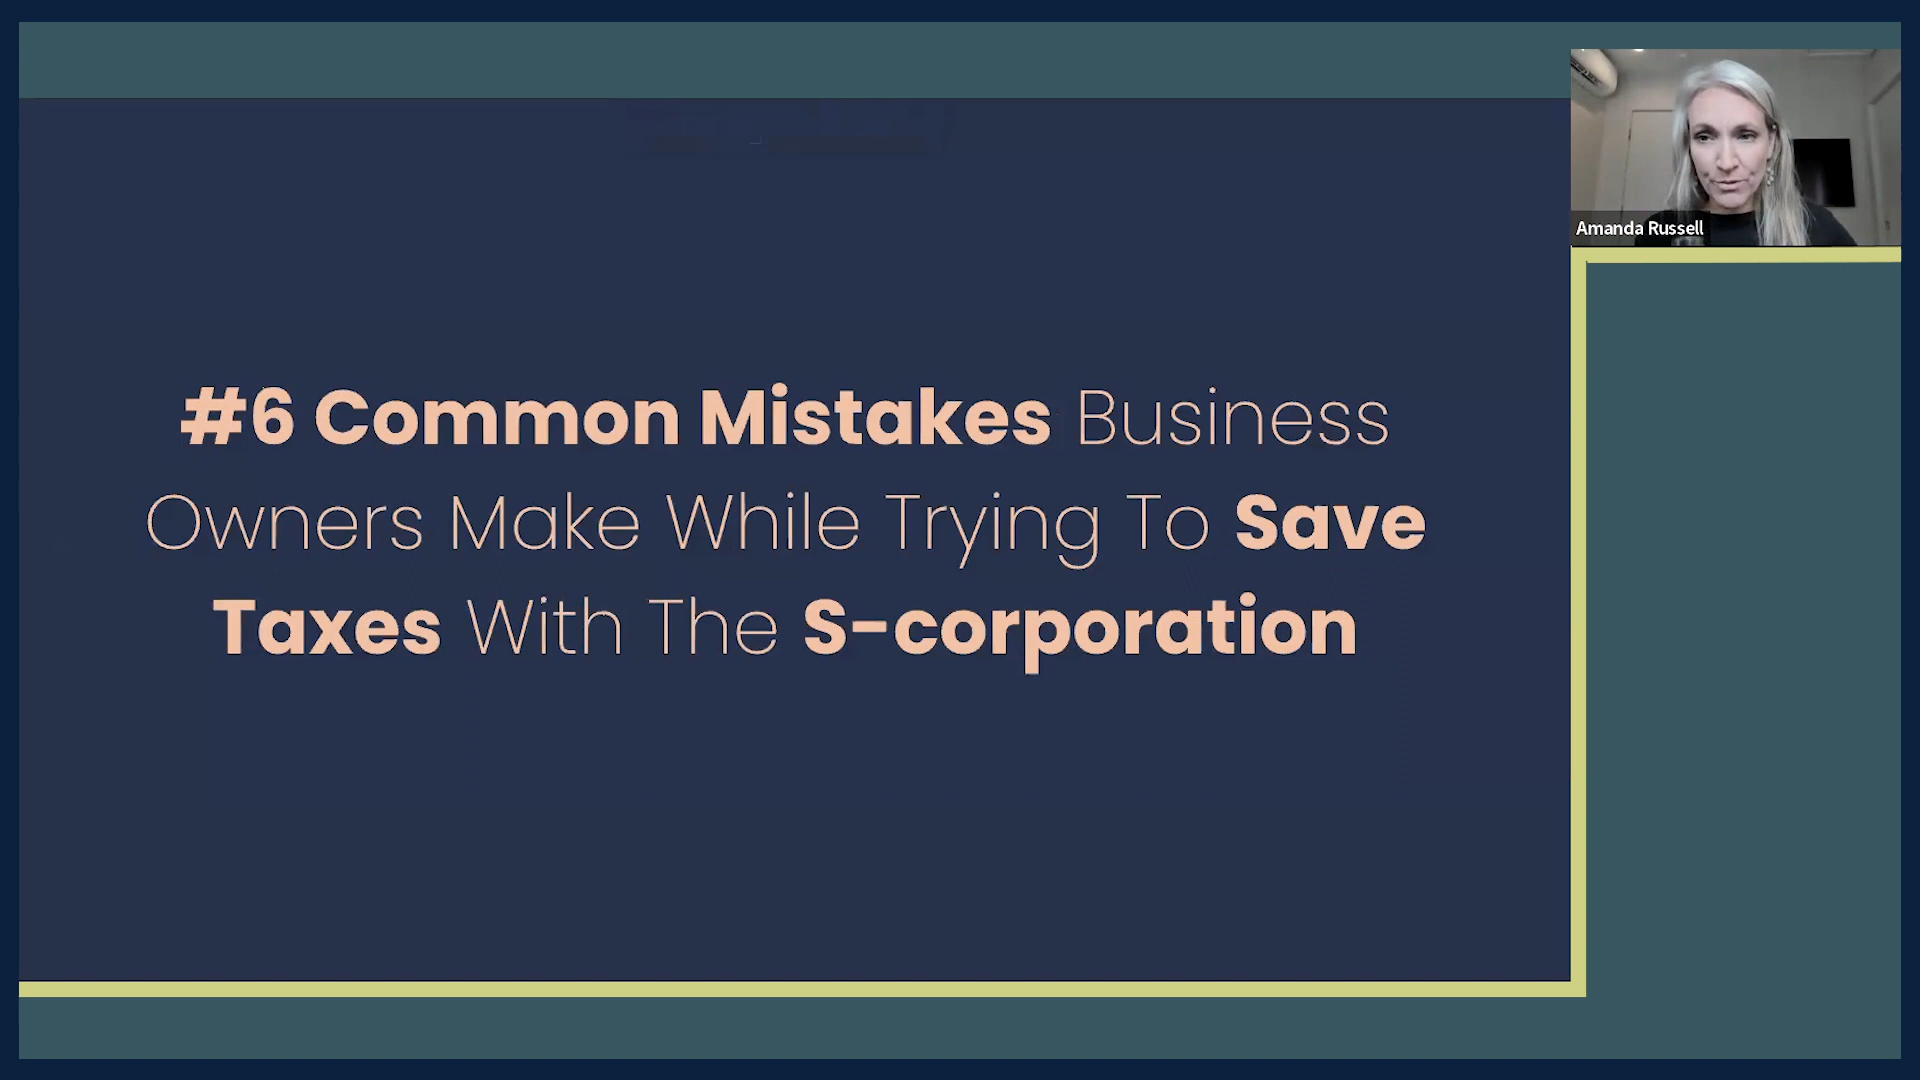 #6 Common Mistakes Business
Owners Make While Trying To Save
Taxes With The S-corporation
Amanda Russell